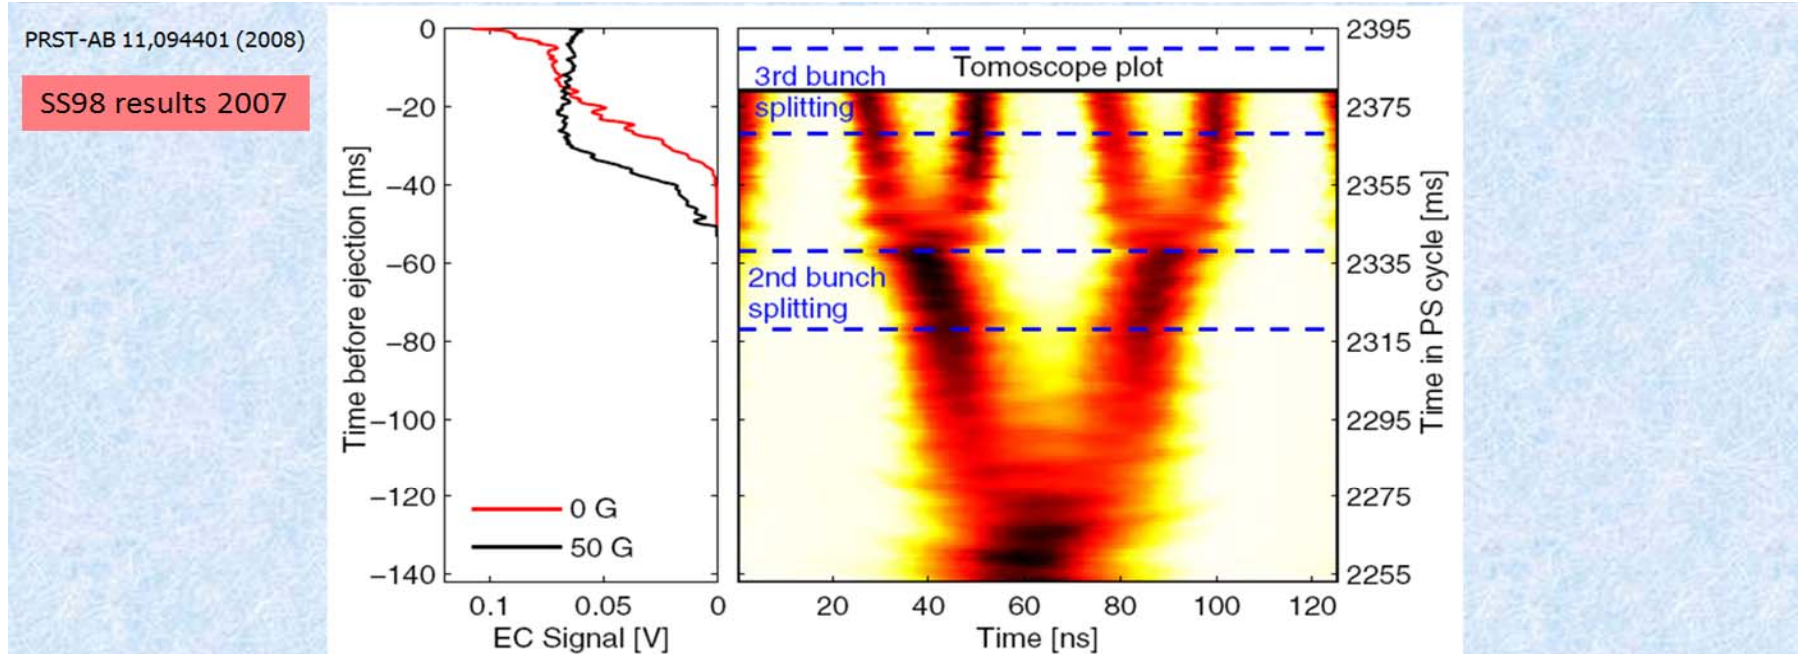 PRST-AB 11,094401 (2008)
SS98 results 2007
Time before ejection [ms]
−0
−20
−40
−60
−80
−100
−120
−140
0 G
50 G
0.1
0.05
0
EC Signal [V]
Tomoscope plot
3rd bunch
splitting
2nd bunch
splitting
20
40
60
80
100
120
Time [ns]
2395
2375
2355
2335
2315
2295
2275
2255
Time in PS cycle [ms]